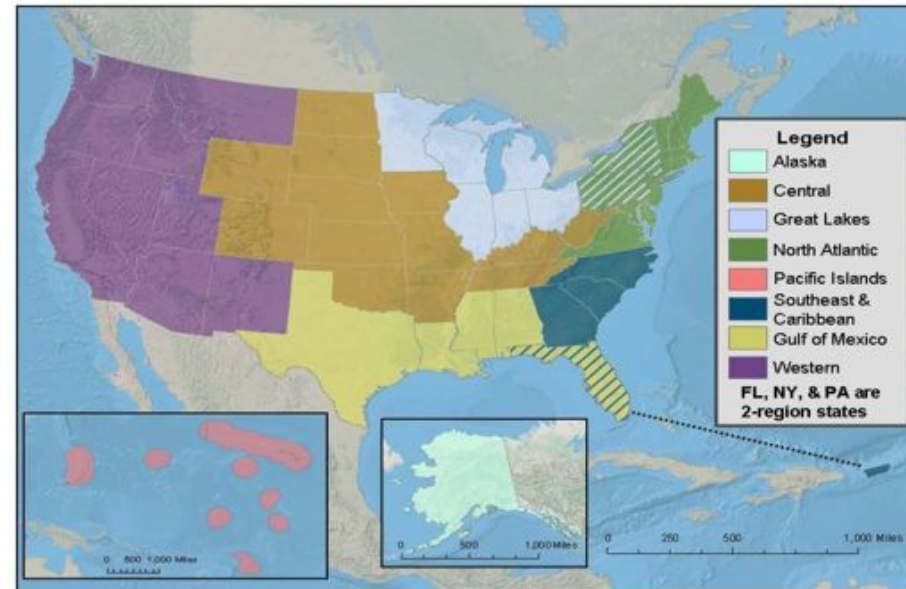 Legend
Alaska
Central
Great Lakes
North Atlantic
Pacific Islands
Southeast &
Caribbean
Gulf of Mexico
Western
FL, NY, & PA are
2-region states
0 500 1,000 Miles
0 500 1,000 Miles
0 250 500 1,000 Miles